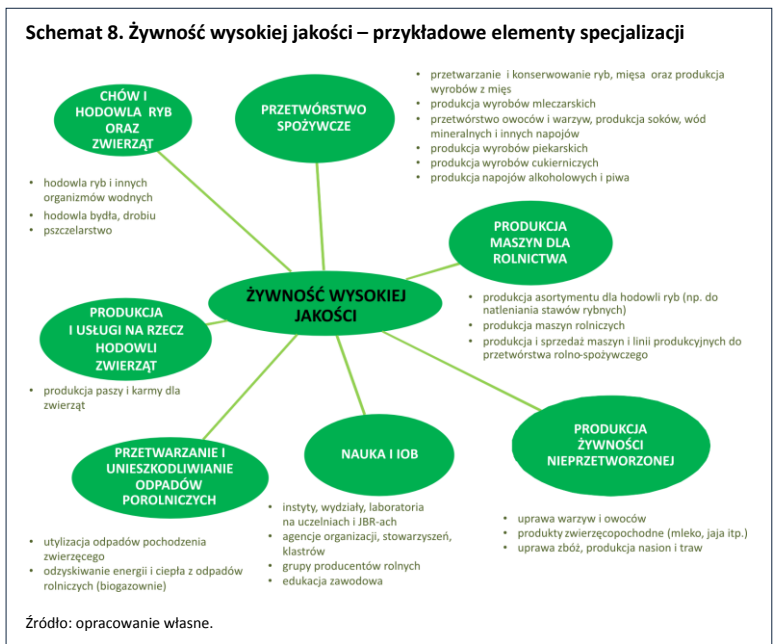 Schemat 8. Żywność wysokiej jakości – przykładowe elementy specjalizacji
CHÓW I
HODOWLA RYB
ORAZ
ZWIERZĄT
• hodowla ryb i innych
organizmów wodnych
• hodowla bydła, drobiu
• pszczelarstwo
PRZETWÓRSTWO
SPOŻYWCZE
• przetwarzanie i konserwowanie ryb, mięsa oraz produkcja
wyrobów z mięs
• produkcja wyrobów mleczarskich
• przetwórstwo owoców i warzyw, produkcja soków, wód
mineralnych i innych napojów
• produkcja wyrobów piekarskich
• produkcja wyrobów cukierniczych
• produkcja napojów alkoholowych i piwa
PRODUKCJA
MASZYN DLA
ROLNICTWA
• produkcja asortymentu dla hodowli ryb (np. do
natleniania stawów rybnych)
• produkcja maszyn rolniczych
• produkcja i sprzedaż maszyn i linii produkcyjnych do
przetwórstwa rolno-spożywczego
ŻYWNOŚĆ WYSOKIEJ
JAKOŚCI
PRODUKCJA
I USŁUGI NA RZECZ
HODOWLI
ZWIERZĄT
• produkcja paszy i karmy dla
zwierząt
PRZETWARZANIE I
UNIESZKODLIWIANIE
ODPADÓW
POROLNICZYCH
• utylizacja odpadów pochodzenia
zwierzęcego
• odzyskiwanie energii i ciepła z odpadów
rolniczych (biogazownie)
NAUKA I IOB
• instyty, wydziały, laboratoria
na uczelniach i JBR-ach
• agencje organizacji, stowarzyszeń,
klastrów
• grupy producentów rolnych
• edukacja zawodowa
PRODUKCJA
ŻYWNOŚCI
NIEPRZETWORZONEJ
• uprawa warzyw i owoców
• produkty zwierzęcopochodne (mleko, jaja itp.)
• uprawa zbóż, produkcja nasion i traw
Źródło: opracowanie własne.